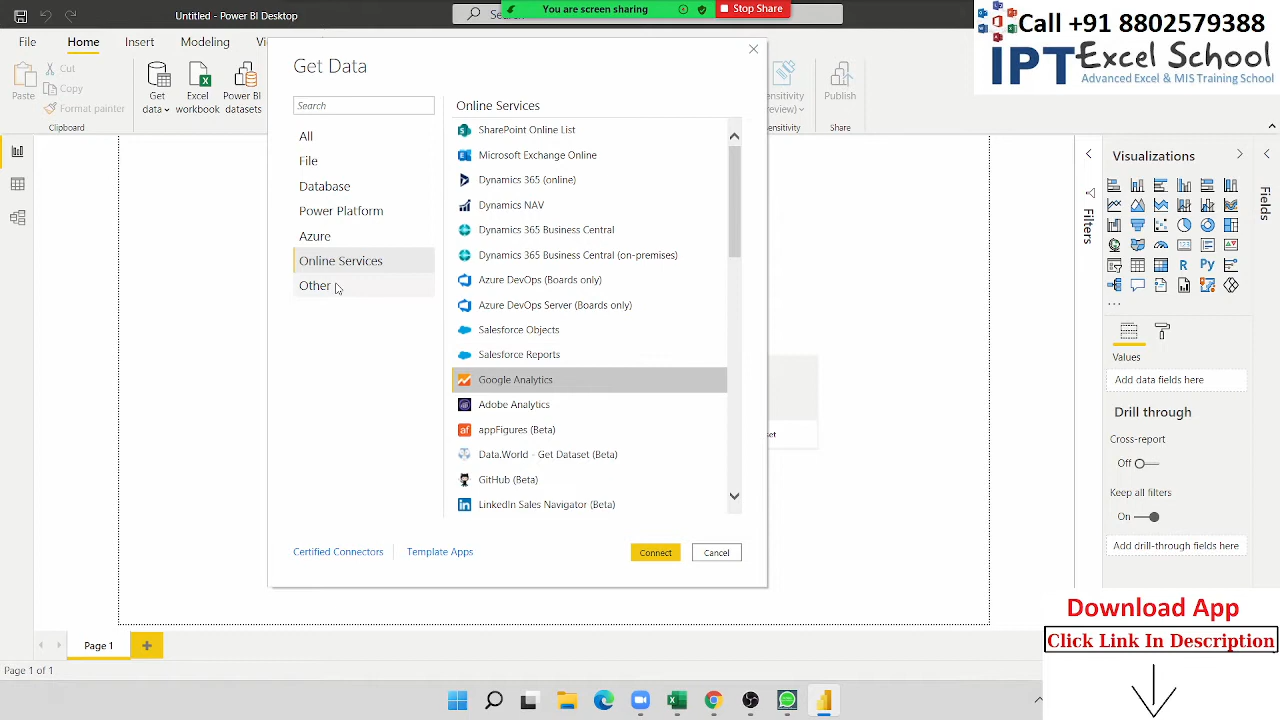 Untitled - Power BI Desktop
You are screen sharing
Stop Share
Call +91 8802579388
IPT Excel School
Advanced Excel & MIS Training School
File
Home
Insert
Modeling
Cut
Copy
Format painter
Paste
Clipboard
Get data
Excel workbook
Power BI datasets
Publish
Share
Get Data
Search
All
File
Database
Power Platform
Azure
Online Services
Other
Online Services
SharePoint Online List
Microsoft Exchange Online
Dynamics 365 (online)
Dynamics NAV
Dynamics 365 Business Central
Dynamics 365 Business Central (on-premises)
Azure DevOps (Boards only)
Azure DevOps Server (Boards only)
Salesforce Objects
Salesforce Reports
Google Analytics
Adobe Analytics
appFigures (Beta)
Data.World - Get Dataset (Beta)
GitHub (Beta)
LinkedIn Sales Navigator (Beta)
Certified Connectors
Template Apps
Connect
Cancel
Filters
Visualizations
Fields
R
Py
Values
Add data fields here
Drill through
Cross-report
Off
Keep all filters
On
Add drill-through fields here
Page 1
Page 1 of 1
Download App
Click Link In Description